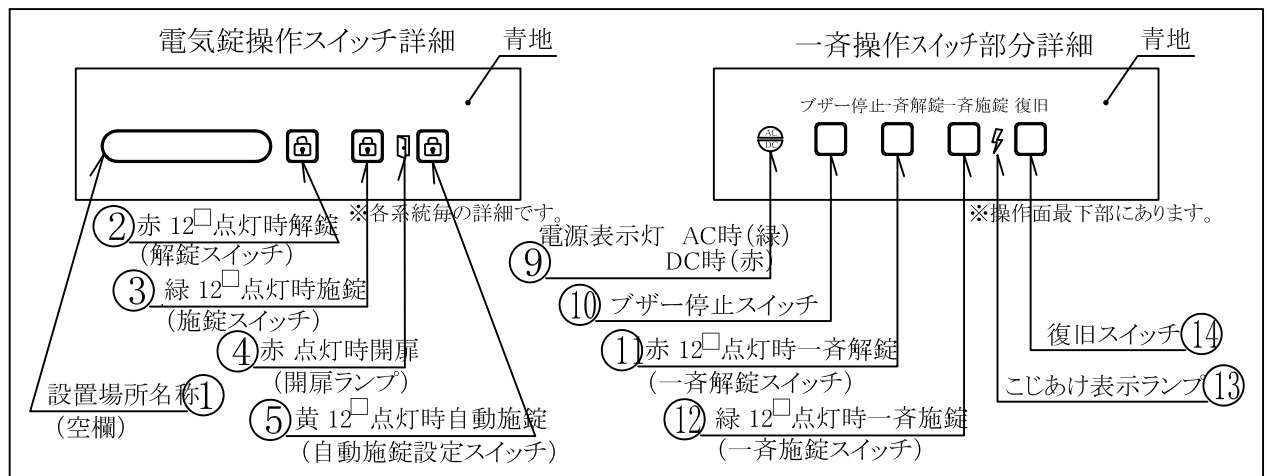 電気錠操作スイッチ詳細
青地
※各系統毎の詳細です。
② 赤 12□点灯時解錠
(解錠スイッチ)
③ 緑 12□点灯時施錠
(施錠スイッチ)
④ 赤 点灯時開扉
(開扉ランプ)
設置場所名称 ①
(空欄)
⑤ 黄 12□点灯時自動施錠
(自動施錠設定スイッチ)
一斉操作スイッチ部分詳細
青地
ブザー停止 一斉解錠 一斉施錠 復旧
AC
DC
※操作面最下部にあります。
⑨ 電源表示灯 AC時(緑)
DC時(赤)
⑩ ブザー停止スイッチ
⑪ 赤 12□点灯時一斉解錠
(一斉解錠スイッチ)
復旧スイッチ ⑭
こじあけ表示ランプ ⑬
⑫ 緑 12□点灯時一斉施錠
(一斉施錠スイッチ)